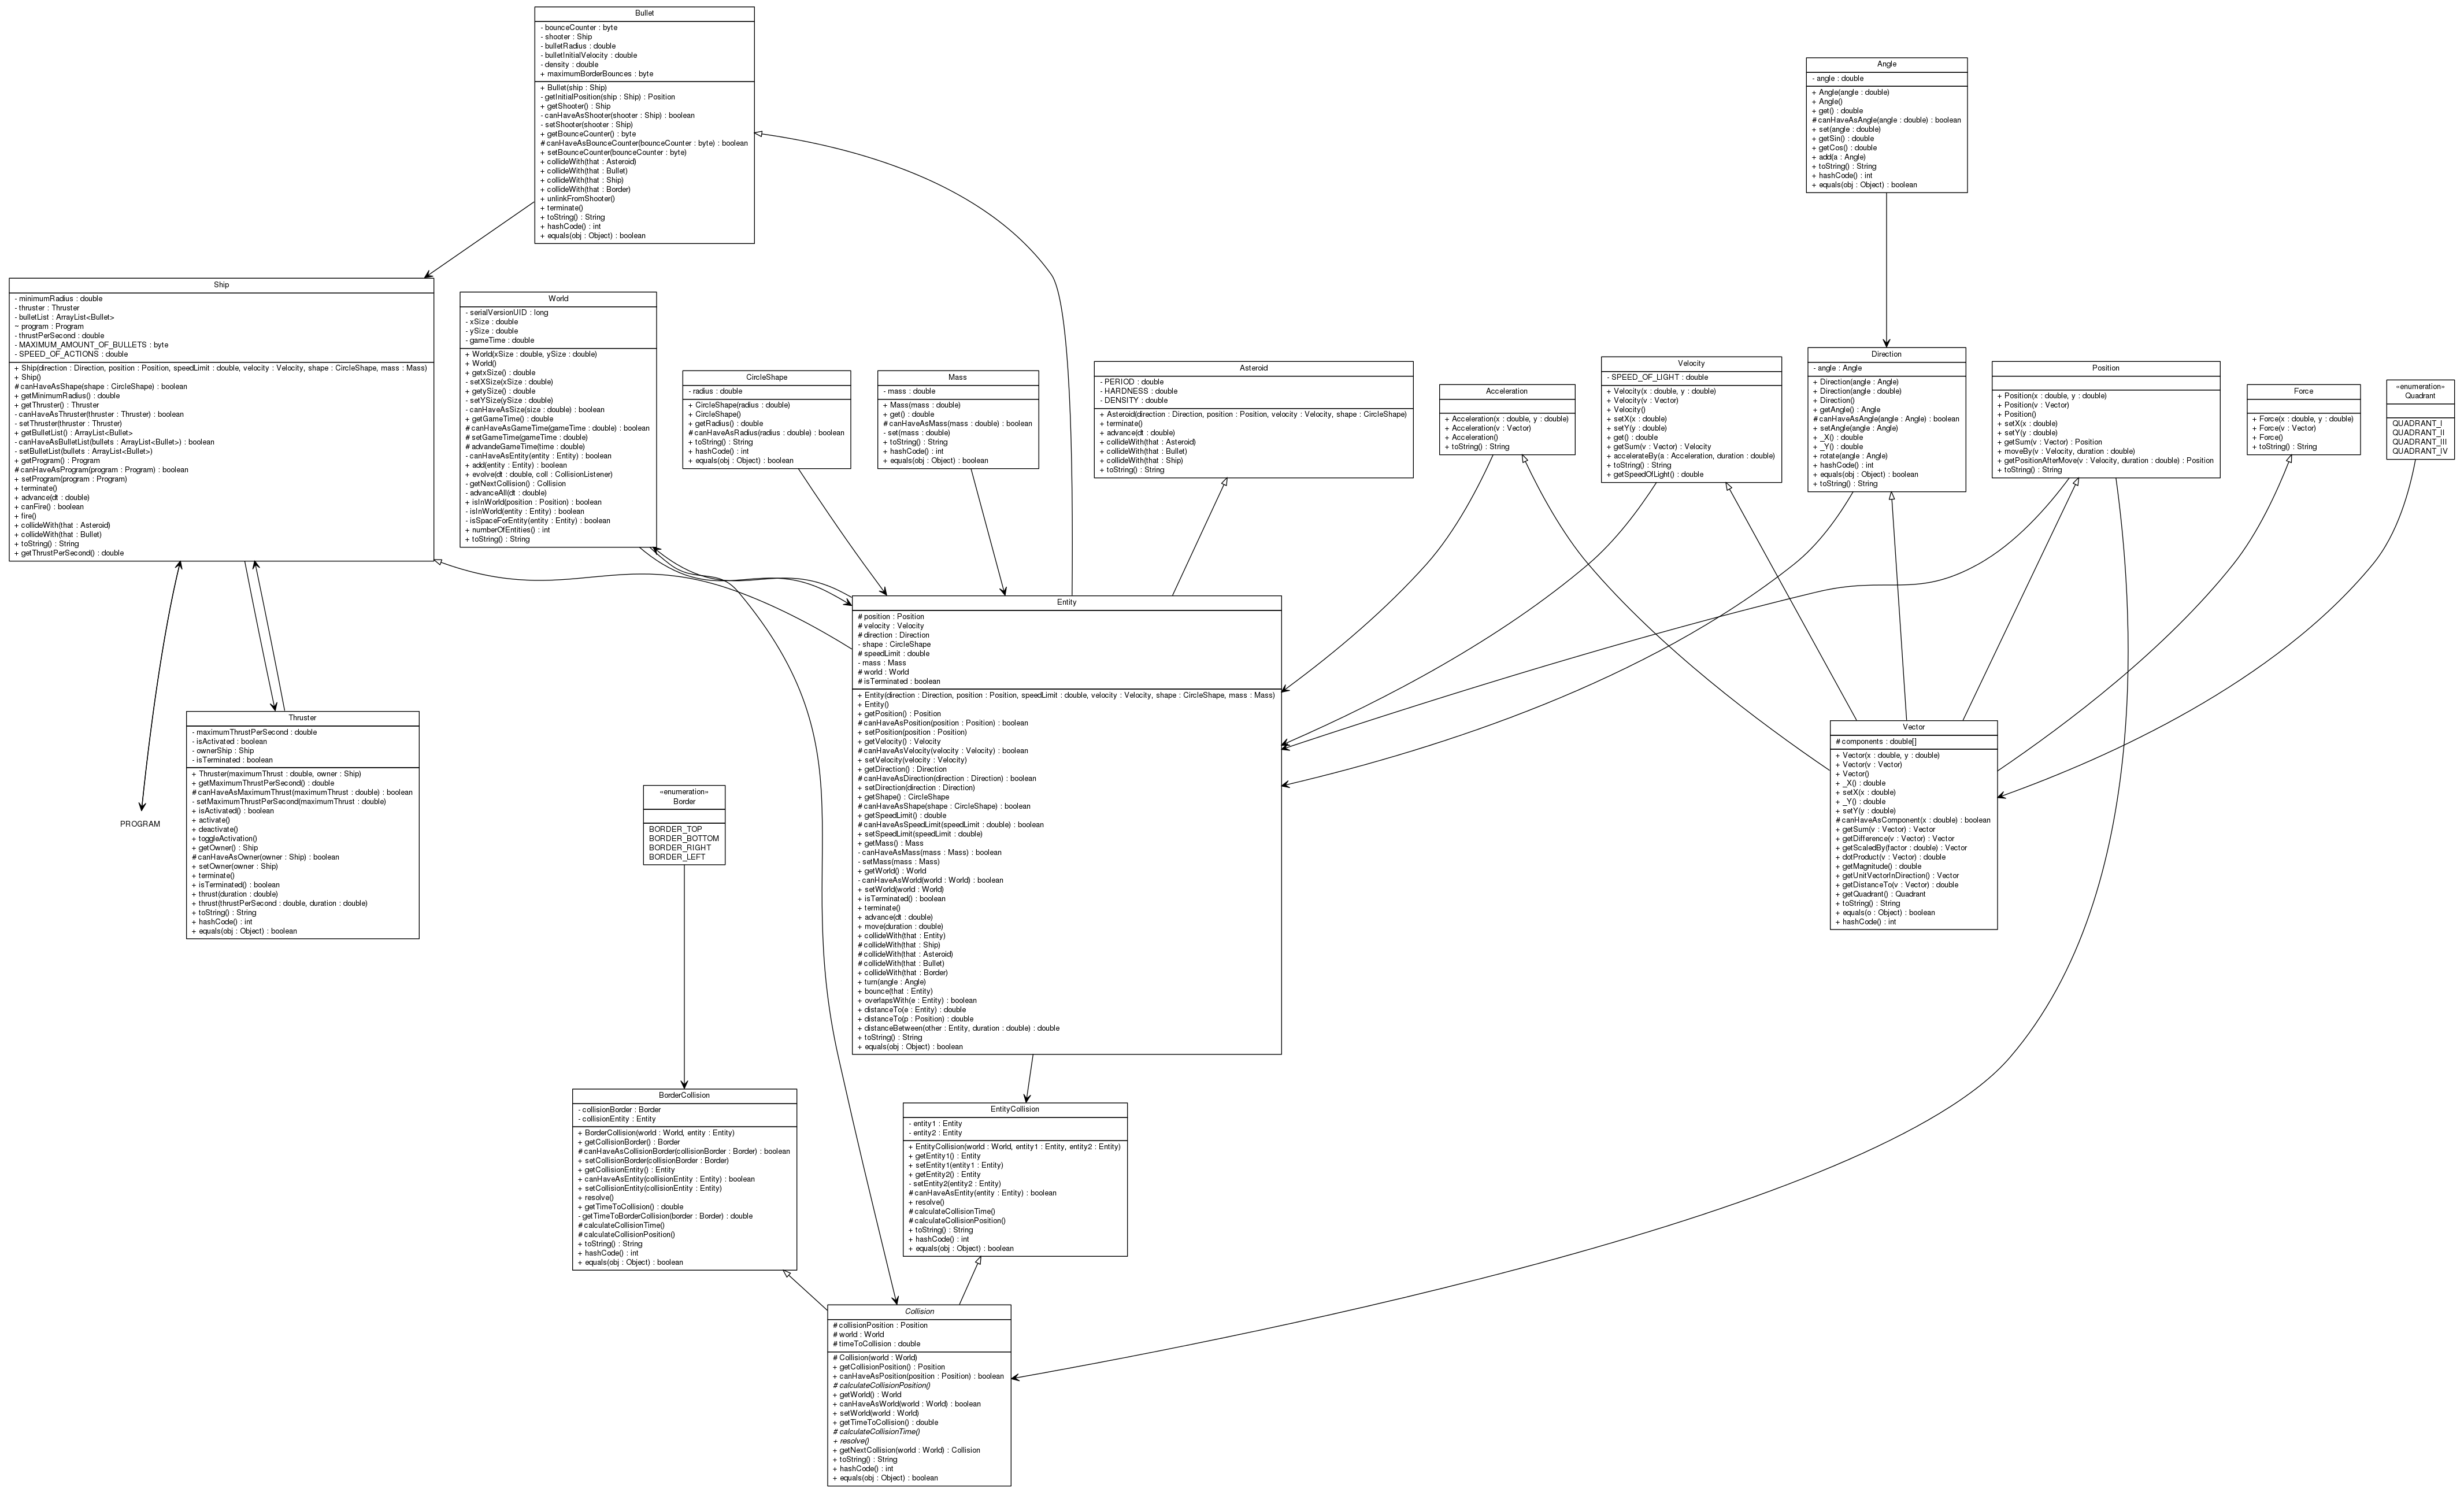 Bullet
- bounceCounter : byte
- shooter : Ship
- bulletRadius : double
- bulletInitialVelocity : double
- density : double
+ maximumBorderBounces : byte
+ Bullet(ship : Ship)
- getInitialPosition(ship : Ship) : Position
+ getShooter() : Ship
- canHaveAsShooter(shooter : Ship) : boolean
- setShooter(shooter : Ship)
+ getBounceCounter() : byte
# canHaveAsBounceCounter(bounceCounter : byte) : boolean
+ setBounceCounter(bounceCounter : byte)
+ collideWith(that : Asteroid)
+ collideWith(that : Bullet)
+ collideWith(that : Ship)
+ collideWith(that : Border)
+ unlinkFromShooter()
+ terminate()
+ toString() : String
+ hashCode() : int
+ equals(obj : Object) : boolean
Angle
- angle : double
+ Angle(angle : double)
+ Angle()
+ get() : double
# canHaveAsAngle(angle : double) : boolean
+ set(angle : double)
+ getSin() : double
+ getCos() : double
+ add(a : Angle)
+ toString() : String
+ hashCode() : int
+ equals(obj : Object) : boolean
Ship
- minimumRadius : double
- thruster : Thruster
- bulletList : ArrayList<Bullet>
~ program : Program
- thrustPerSecond : double
- MAXIMUM_AMOUNT_OF_BULLETS : byte
- SPEED_OF_ACTIONS : double
+ Ship(direction : Direction, position : Position, speedLimit : double, velocity : Velocity, shape : CircleShape, mass : Mass)
+ Ship()
# canHaveAsShape(shape : CircleShape) : boolean
+ getMinimumRadius() : double
+ getThruster() : Thruster
- canHaveAsThruster(thruster : Thruster) : boolean
- setThruster(thruster : Thruster)
+ getBulletList() : ArrayList<Bullet>
- canHaveAsBulletList(bullets : ArrayList<Bullet>) : boolean
- setBulletList(bullets : ArrayList<Bullet>)
+ getProgram() : Program
# canHaveAsProgram(program : Program) : boolean
+ setProgram(program : Program)
+ terminate()
+ advance(dt : double)
+ canFire() : boolean
+ fire()
+ collideWith(that : Asteroid)
+ collideWith(that : Bullet)
+ toString() : String
+ getThrustPerSecond() : double
World
- serialVersionUID : long
- xSize : double
- ySize : double
- gameTime : double
+ World(xSize : double, ySize : double)
+ World()
+ getxSize() : double
- setXSize(xSize : double)
+ getySize() : double
- setYSize(ySize : double)
- canHaveAsSize(size : double) : boolean
+ getGameTime() : double
# canHaveAsGameTime(gameTime : double) : boolean
# setGameTime(gameTime : double)
# advandeGameTime(time : double)
- canHaveAsEntity(entity : Entity) : boolean
+ add(entity : Entity) : boolean
+ evolve(dt : double, coll : CollisionListener)
- getNextCollision() : Collision
- advanceAll(dt : double)
+ isInWorld(position : Position) : boolean
- isInWorld(entity : Entity) : boolean
- isSpaceForEntity(entity : Entity) : boolean
+ numberOfEntities() : int
+ toString() : String
CircleShape
- radius : double
+ CircleShape(radius : double)
+ CircleShape()
+ getRadius() : double
# canHaveAsRadius(radius : double) : boolean
+ toString() : String
+ hashCode() : int
+ equals(obj : Object) : boolean
Mass
- mass : double
+ Mass(mass : double)
+ get() : double
# canHaveAsMass(mass : double) : boolean
- set(mass : double)
+ toString() : String
+ hashCode() : int
+ equals(obj : Object) : boolean
Asteroid
- PERIOD : double
- HARDNESS : double
- DENSITY : double
+ Asteroid(direction : Direction, position : Position, velocity : Velocity, shape : CircleShape)
+ terminate()
+ advance(dt : double)
+ collideWith(that : Asteroid)
+ collideWith(that : Bullet)
+ collideWith(that : Ship)
+ toString() : String
Acceleration
+ Acceleration(x : double, y : double)
+ Acceleration(v : Vector)
+ Acceleration()
+ toString() : String
Velocity
- SPEED_OF_LIGHT : double
+ Velocity(x : double, y : double)
+ Velocity(v : Vector)
+ Velocity()
+ setX(x : double)
+ setY(y : double)
+ get() : double
+ getSum(v : Vector) : Velocity
+ accelerateBy(a : Acceleration, duration : double)
+ toString() : String
+ getSpeedOfLight() : double
Direction
- angle : Angle
+ Direction(angle : Angle)
+ Direction(angle : double)
+ Direction()
+ getAngle() : Angle
# canHaveAsAngle(angle : Angle) : boolean
+ setAngle(angle : Angle)
+ _X() : double
+ _Y() : double
+ rotate(angle : Angle)
+ hashCode() : int
+ equals(obj : Object) : boolean
+ toString() : String
Position
+ Position(x : double, y : double)
+ Position(v : Vector)
+ Position()
+ setX(x : double)
+ setY(y : double)
+ getSum(v : Vector) : Position
+ moveBy(v : Velocity, duration : double)
+ getPositionAfterMove(v : Velocity, duration : double) : Position
+ toString() : String
Force
+ Force(x : double, y : double)
+ Force(v : Vector)
+ Force()
+ toString() : String
«enumeration»
Quadrant
QUADRANT_I
QUADRANT_II
QUADRANT_III
QUADRANT_IV
Entity
# position : Position
# velocity : Velocity
# direction : Direction
- shape : CircleShape
# speedLimit : double
- mass : Mass
# world : World
# isTerminated : boolean
+ Entity(direction : Direction, position : Position, speedLimit : double, velocity : Velocity, shape : CircleShape, mass : Mass)
+ Entity()
+ getPosition() : Position
# canHaveAsPosition(position : Position) : boolean
+ setPosition(position : Position)
+ getVelocity() : Velocity
# canHaveAsVelocity(velocity : Velocity) : boolean
+ setVelocity(velocity : Velocity)
+ getDirection() : Direction
# canHaveAsDirection(direction : Direction) : boolean
+ setDirection(direction : Direction)
+ getShape() : CircleShape
# canHaveAsShape(shape : CircleShape) : boolean
+ getSpeedLimit() : double
# canHaveAsSpeedLimit(speedLimit : double) : boolean
+ setSpeedLimit(speedLimit : double)
+ getMass() : Mass
- canHaveAsMass(mass : Mass) : boolean
- setMass(mass : Mass)
+ getWorld() : World
- canHaveAsWorld(world : World) : boolean
+ setWorld(world : World)
+ isTerminated() : boolean
+ terminate()
+ advance(dt : double)
+ move(duration : double)
+ collideWith(that : Entity)
# collideWith(that : Ship)
# collideWith(that : Asteroid)
# collideWith(that : Bullet)
+ collideWith(that : Border)
+ turn(angle : Angle)
+ bounce(that : Entity)
+ overlapsWith(e : Entity) : boolean
+ distanceTo(e : Entity) : double
+ distanceTo(p : Position) : double
+ distanceBetween(other : Entity, duration : double) : double
+ toString() : String
+ equals(obj : Object) : boolean
PROGRAM
Thruster
- maximumThrustPerSecond : double
- isActivated : boolean
- ownerShip : Ship
- isTerminated : boolean
+ Thruster(maximumThrust : double, owner : Ship)
+ getMaximumThrustPerSecond() : double
# canHaveAsMaximumThrust(maximumThrust : double) : boolean
- setMaximumThrustPerSecond(maximumThrust : double)
+ isActivated() : boolean
+ activate()
+ deactivate()
+ toggleActivation()
+ getOwner() : Ship
# canHaveAsOwner(owner : Ship) : boolean
+ setOwner(owner : Ship)
+ terminate()
+ isTerminated() : boolean
+ thrust(duration : double)
+ thrust(thrustPerSecond : double, duration : double)
+ toString() : String
+ hashCode() : int
+ equals(obj : Object) : boolean
«enumeration»
Border
BORDER_TOP
BORDER_BOTTOM
BORDER_RIGHT
BORDER_LEFT
Vector
# components : double[]
+ Vector(x : double, y : double)
+ Vector(v : Vector)
+ Vector()
+ _X() : double
+ setX(x : double)
+ _Y() : double
+ setY(y : double)
# canHaveAsComponent(x : double) : boolean
+ getSum(v : Vector) : Vector
+ getDifference(v : Vector) : Vector
+ getScaledBy(factor : double) : Vector
+ dotProduct(v : Vector) : double
+ getMagnitude() : double
+ getUnitVectorInDirection() : Vector
+ getDistanceTo(v : Vector) : double
+ getQuadrant() : Quadrant
+ toString() : String
+ equals(o : Object) : boolean
+ hashCode() : int
BorderCollision
- collisionBorder : Border
- collisionEntity : Entity
+ BorderCollision(world : World, entity : Entity)
+ getCollisionBorder() : Border
# canHaveAsCollisionBorder(collisionBorder : Border) : boolean
+ setCollisionBorder(collisionBorder : Border)
+ getCollisionEntity() : Entity
+ canHaveAsEntity(collisionEntity : Entity) : boolean
+ setCollisionEntity(collisionEntity : Entity)
+ resolve()
+ getTimeToCollision() : double
- getTimeToBorderCollision(border : Border) : double
# calculateCollisionTime()
# calculateCollisionPosition()
+ toString() : String
+ hashCode() : int
+ equals(obj : Object) : boolean
EntityCollision
- entity1 : Entity
- entity2 : Entity
+ EntityCollision(world : World, entity1 : Entity, entity2 : Entity)
+ getEntity1() : Entity
+ setEntity1(entity1 : Entity)
+ getEntity2() : Entity
- setEntity2(entity2 : Entity)
# canHaveAsEntity(entity : Entity) : boolean
+ resolve()
# calculateCollisionTime()
# calculateCollisionPosition()
+ toString() : String
+ hashCode() : int
+ equals(obj : Object) : boolean
Collision
# collisionPosition : Position
# world : World
# timeToCollision : double
# Collision(world : World)
+ getCollisionPosition() : Position
+ canHaveAsPosition(position : Position) : boolean
# calculateCollisionPosition()
+ getWorld() : World
+ canHaveAsWorld(world : World) : boolean
+ setWorld(world : World)
+ getTimeToCollision() : double
# calculateCollisionTime()
+ resolve()
+ getNextCollision(world : World) : Collision
+ toString() : String
+ hashCode() : int
+ equals(obj : Object) : boolean